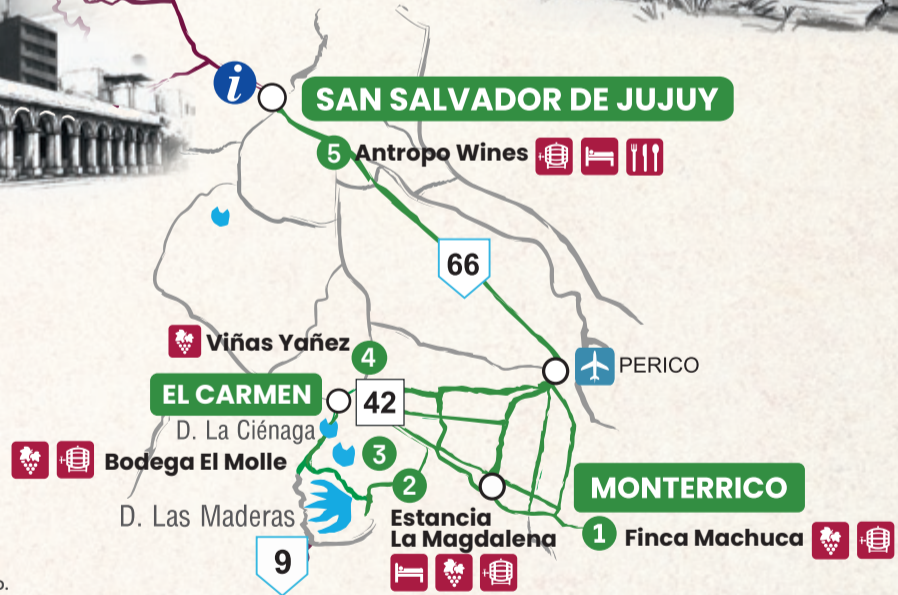 i
SAN SALVADOR DE JUJUY
5
Antropo Wines
66
Viñas Yañez
4
PERICO
EL CARMEN
42
D. La Ciénaga
3
Bodega El Molle
2
MONTERRICO
D. Las Maderas
Estancia
La Magdalena
1
Finca Machuca
9